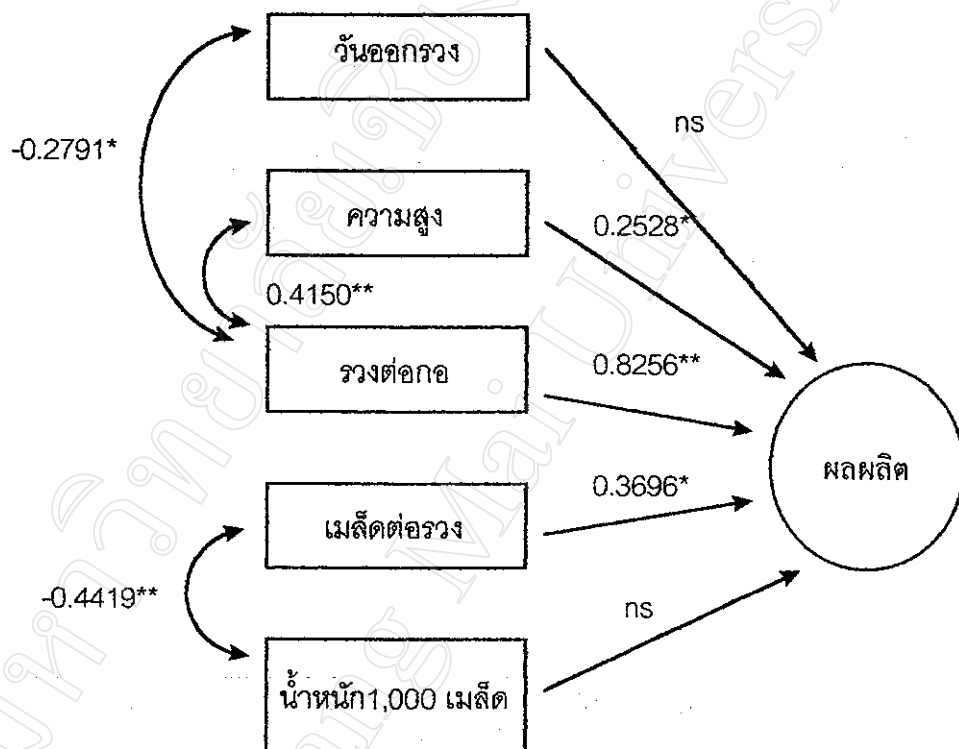 วันออกรวง
ns
-0.2791*
ความสูง
0.2528*
0.4150**
รวงต่อกอ
0.8256**
ผลผลิต
0.3696*
เมล็ดต่อรวง
-0.4419**
ns
น้ำหนัก1,000 เมล็ด